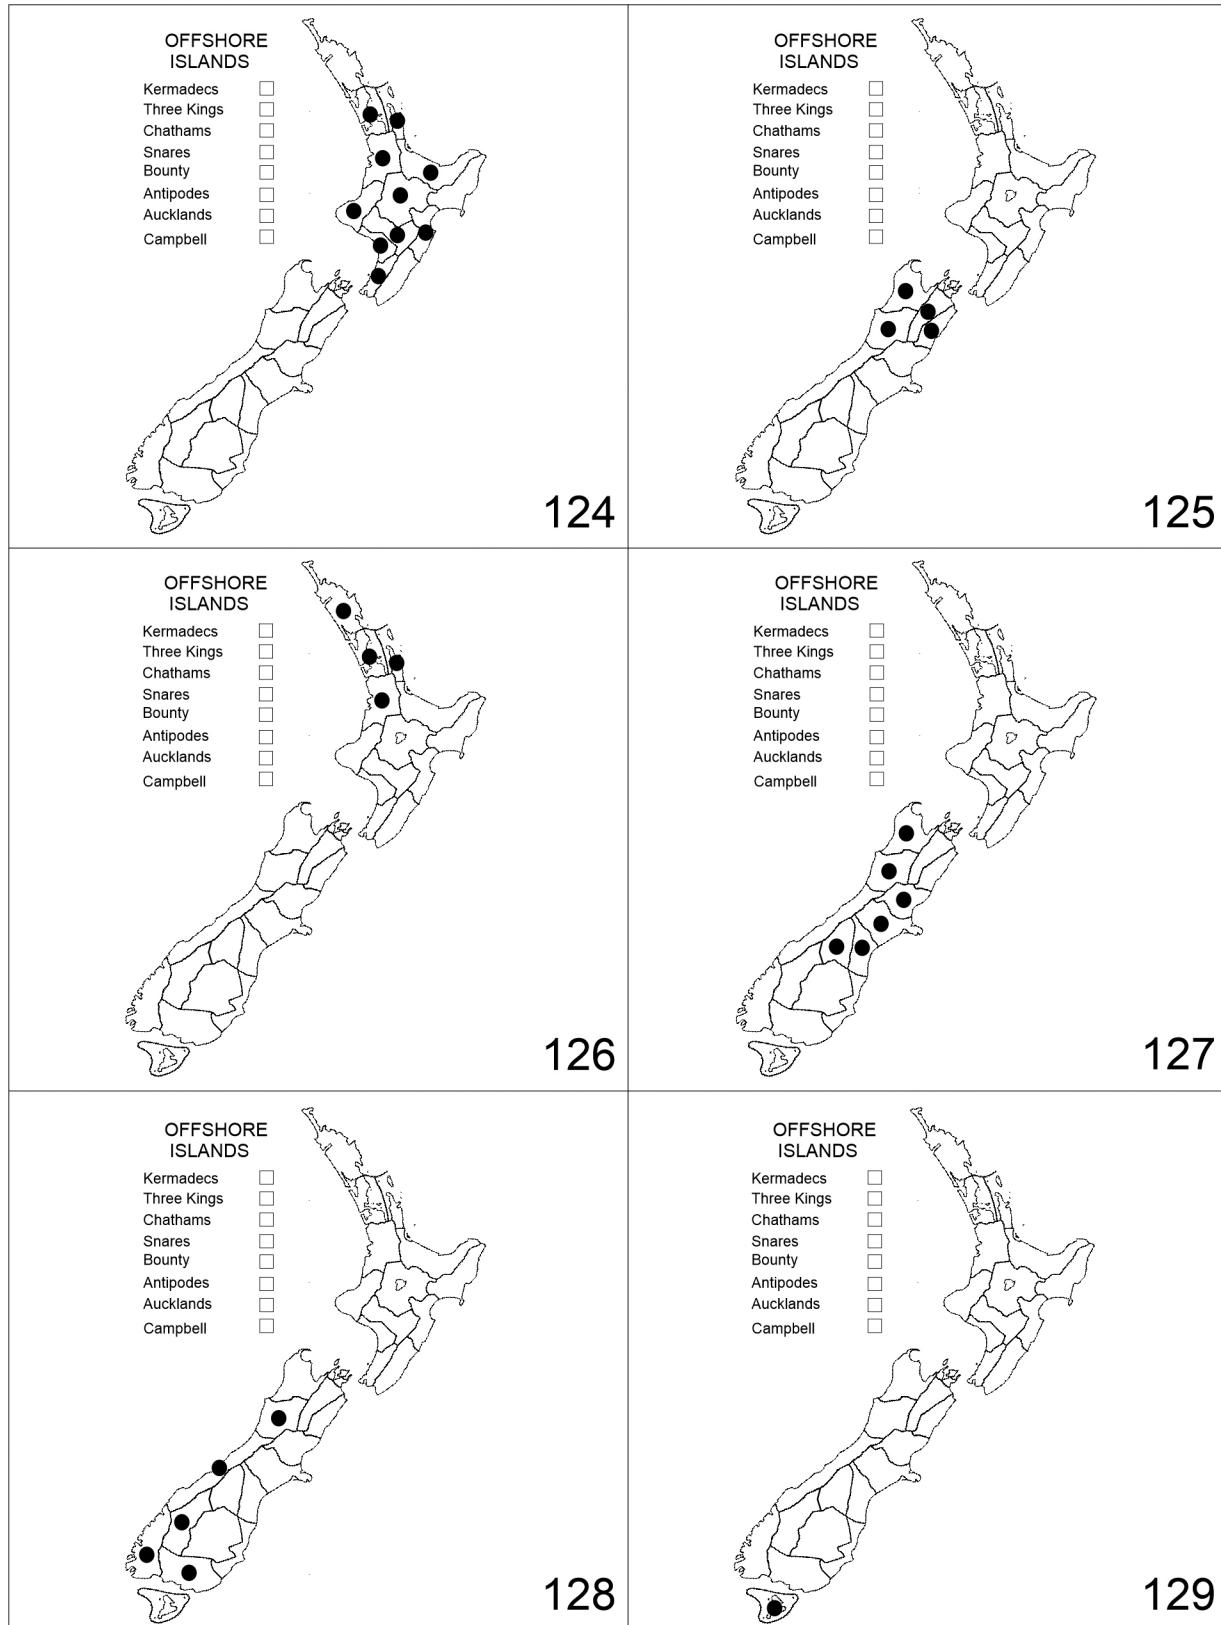 OFFSHORE
ISLANDS
Kermadecs
Three Kings
Chathams
Snares
Bounty
Antipodes
Aucklands
Campbell
124
OFFSHORE
ISLANDS
Kermadecs
Three Kings
Chathams
Snares
Bounty
Antipodes
Aucklands
Campbell
125
OFFSHORE
ISLANDS
Kermadecs
Three Kings
Chathams
Snares
Bounty
Antipodes
Aucklands
Campbell
126
OFFSHORE
ISLANDS
Kermadecs
Three Kings
Chathams
Snares
Bounty
Antipodes
Aucklands
Campbell
127
OFFSHORE
ISLANDS
Kermadecs
Three Kings
Chathams
Snares
Bounty
Antipodes
Aucklands
Campbell
128
OFFSHORE
ISLANDS
Kermadecs
Three Kings
Chathams
Snares
Bounty
Antipodes
Aucklands
Campbell
129